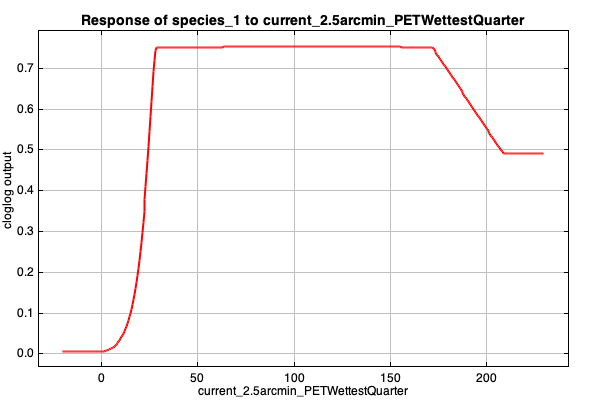 Response of species_1 to current_2.5arcmin_PETWettestQuarter
cloglog output
0.7
0.6
0.5
0.4
0.3
0.2
0.1
0.0
0 50 100 150 200
current_2.5arcmin_PETWettestQuarter